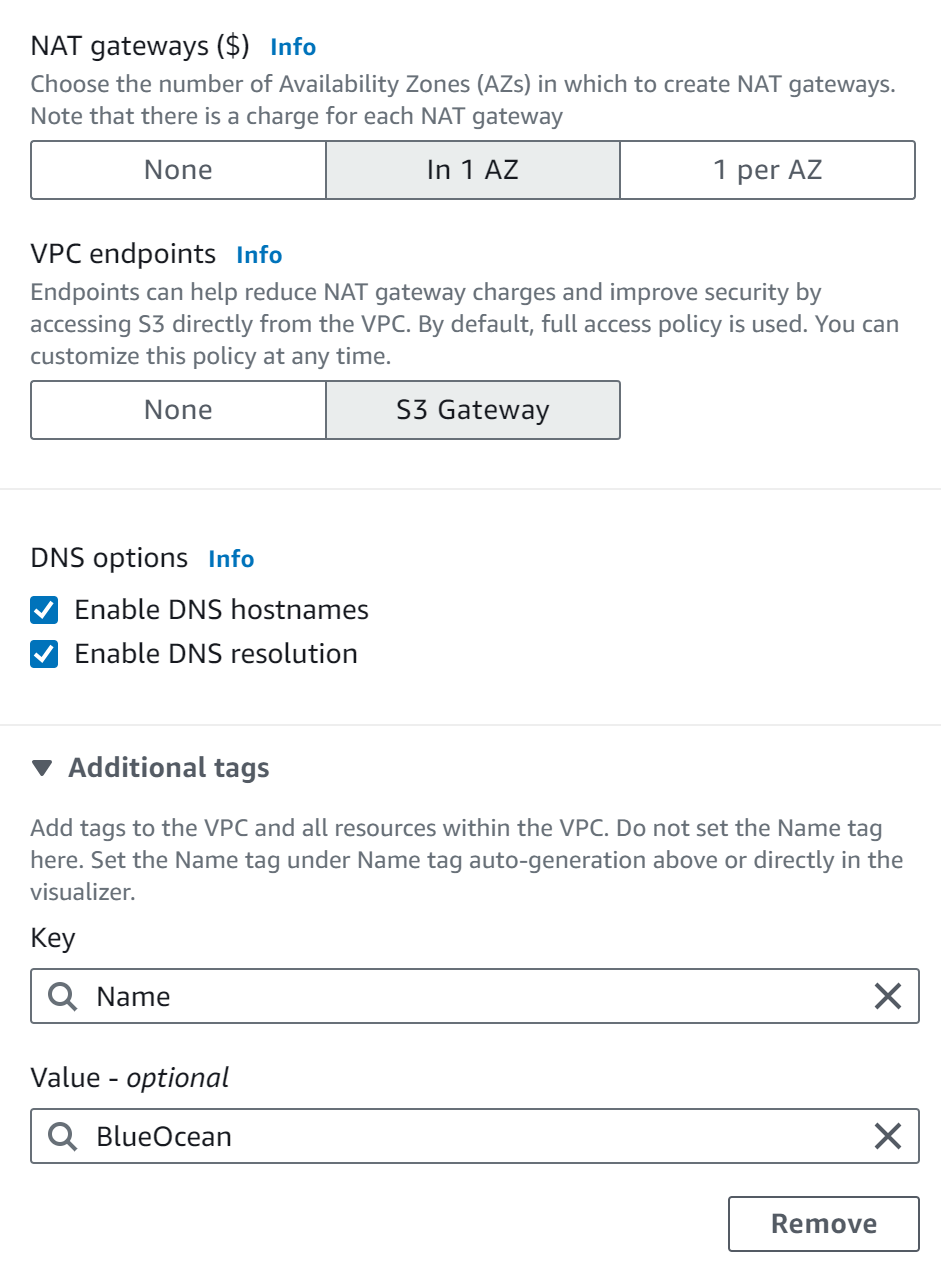 NAT gateways ($) Info
Choose the number of Availability Zones (AZs) in which to create NAT gateways.
Note that there is a charge for each NAT gateway
None In 1 AZ 1 per AZ
VPC endpoints Info
Endpoints can help reduce NAT gateway charges and improve security by
accessing S3 directly from the VPC. By default, full access policy is used. You can
customize this policy at any time.
None S3 Gateway
DNS options Info
Enable DNS hostnames
Enable DNS resolution
Additional tags
Add tags to the VPC and all resources within the VPC. Do not set the Name tag
here. Set the Name tag under Name tag auto-generation above or directly in the
visualizer.
Key
Name
Value - optional
BlueOcean
Remove